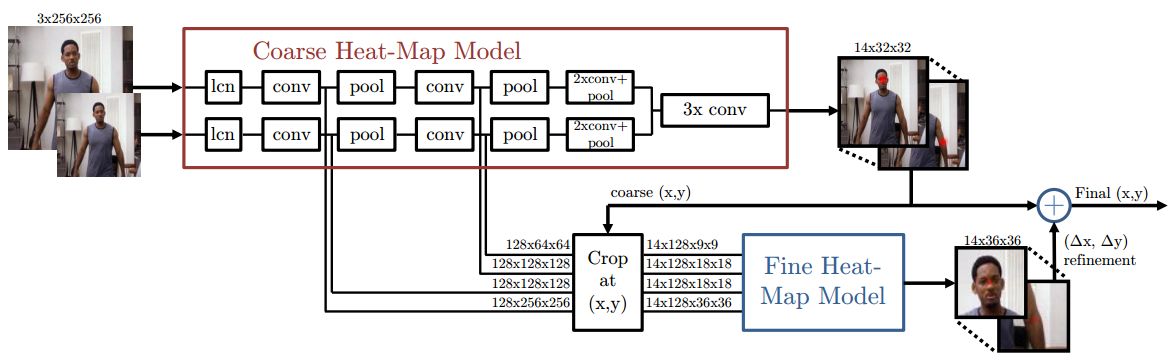 3x256x256
Coarse Heat-Map Model
14x32x32
lcn
conv
pool
conv
pool
2xconv+
pool
3x conv
lcn
conv
pool
conv
pool
2xconv+
pool
coarse (x,y)
Final (x,y)
+
128x64x64
128x128x128
128x128x128
128x256x256
Crop
at
(x,y)
14x128x9x9
14x128x18x18
14x128x18x18
14x128x36x36
Fine Heat-
Map Model
14x36x36
(Δx, Δy)
refinement